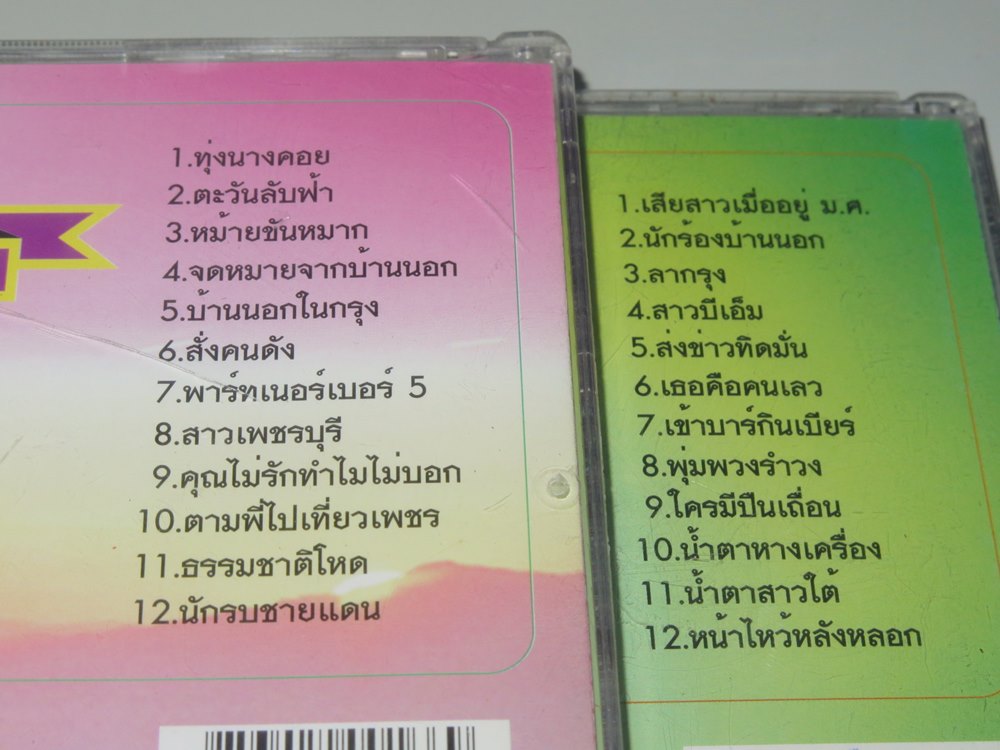 1.ทุ่งนางคอย
2.ตะวันลับฟ้า
3.หม้ายขันหมาก
4.จดหมายจากบ้านนอก
5.บ้านนอกในกรุง
6.สั่งคนดัง
7.พาร์ทเนอร์เบอร์ 5
8.สาวเพชรบุรี
9.คุณไม่รักทำไมไม่บอก
10.ตามพี่ไปเที่ยวเพชร
11.ธรรมชาติโหด
12.นักรบชายแดน
1.เสียสาวเมื่ออยู่ ม.ศ.
2.นักร้องบ้านนอก
3.ลากรุง
4.สาวบีเอ็ม
5.ส่งข่าวทิดมั่น
6.เธอคือคนเลว
7.เข้าบาร์กินเบียร์
8.พุ่มพวงรำวง
9.ใครมีปืนเถื่อน
10.น้ำตาหางเครื่อง
11.น้ำตาสาวใต้
12.หน้าไหว้หลังหลอก